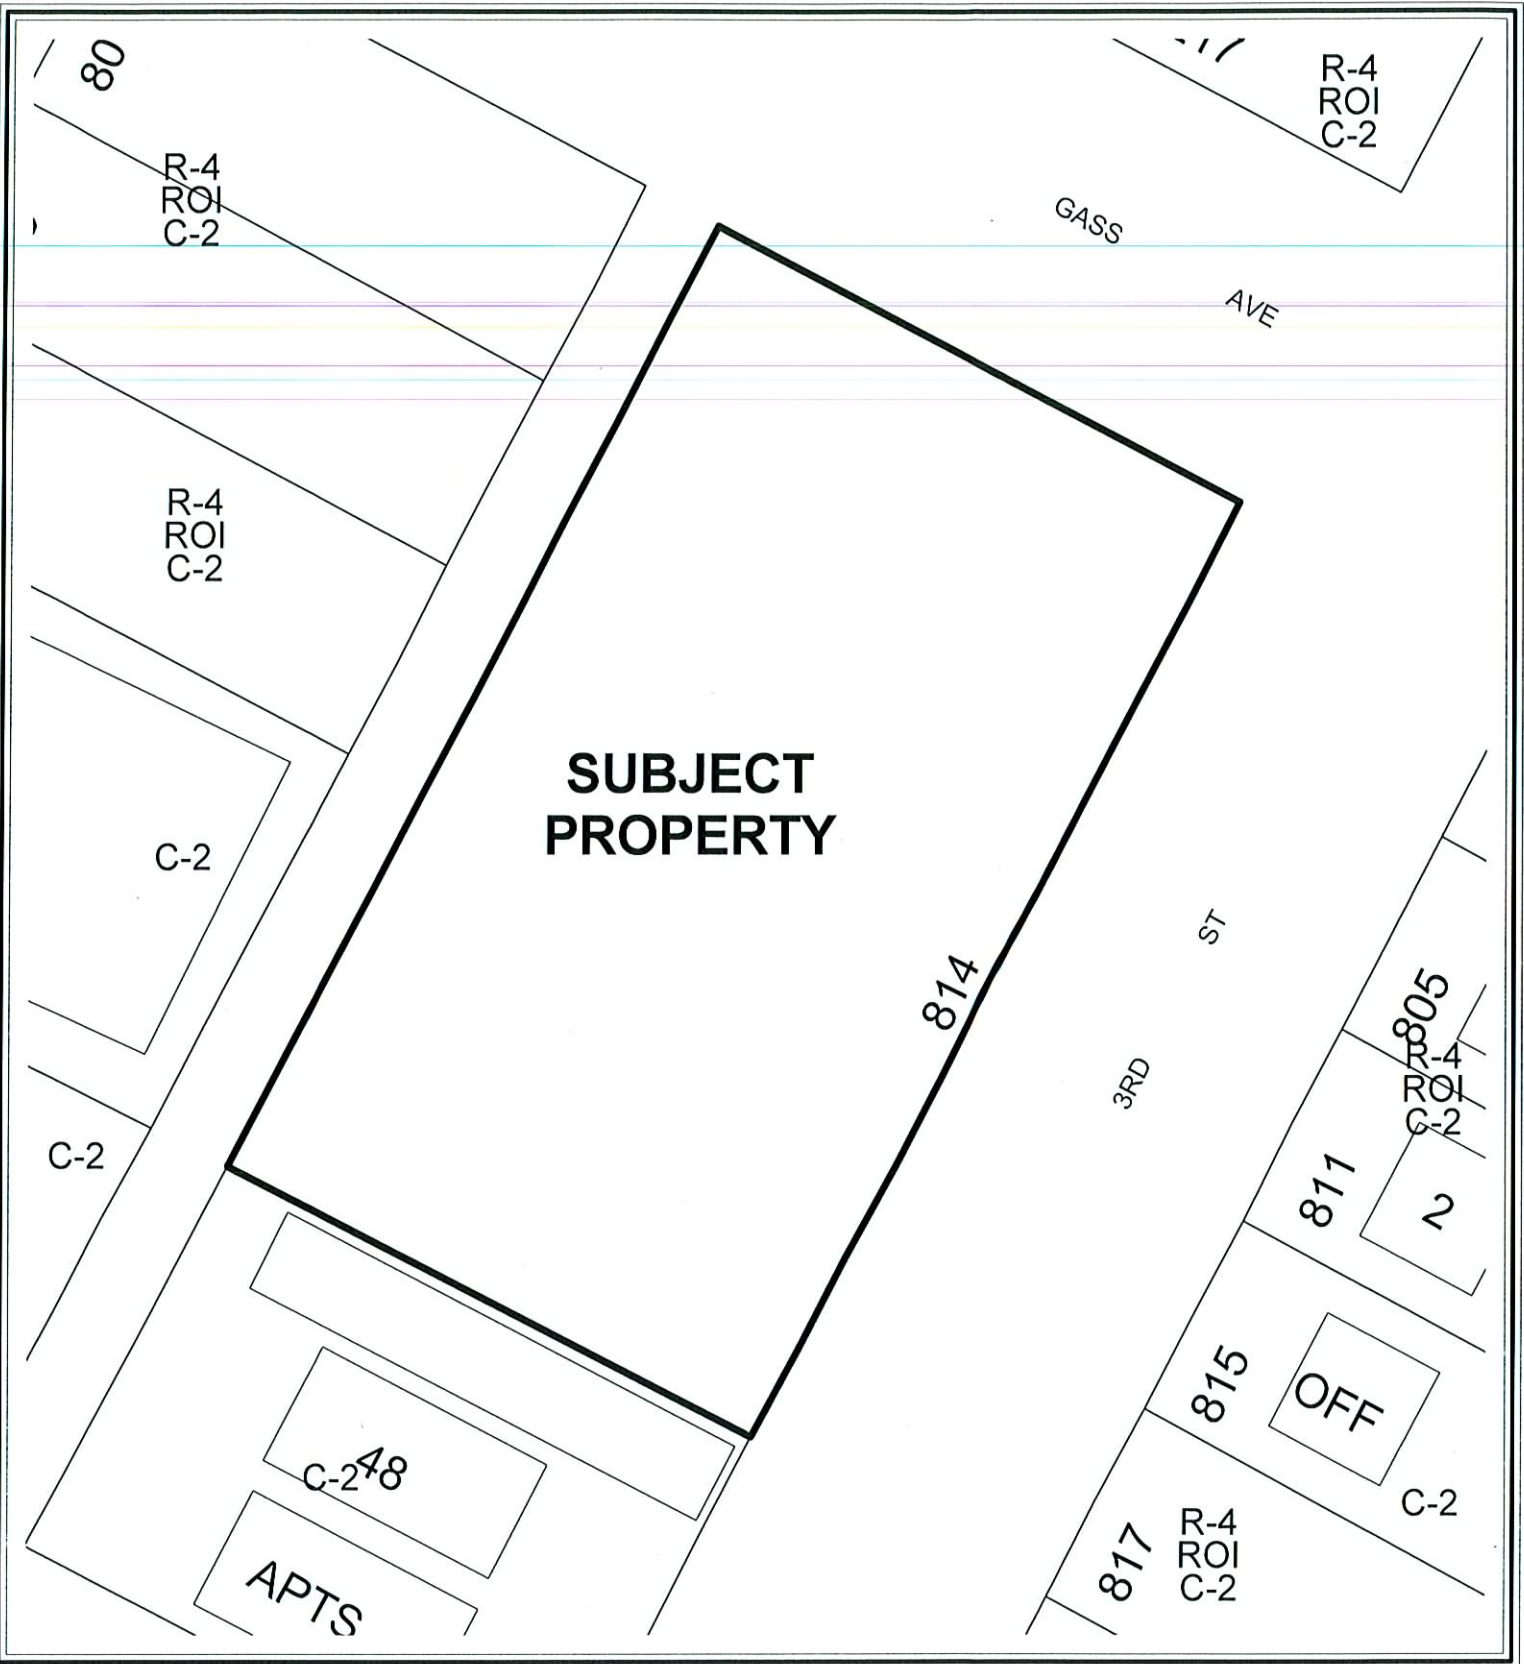 80
R-4
ROI
C-2
R-4
ROI
C-2
GASS
AVE
R-4
ROI
C-2
SUBJECT
PROPERTY
C-2
814
ST
3RD
805
R-4
ROI
C-2
C-2
811
2
815
OFF
C-2
48
C-2
APTS
817
R-4
ROI
C-2